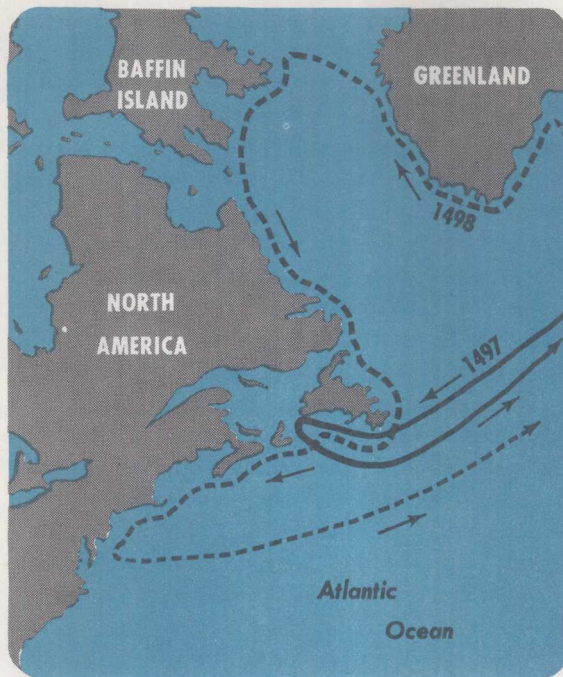 BAFFIN
ISLAND
GREENLAND
1498
NORTH
AMERICA
1497
Atlantic
Ocean